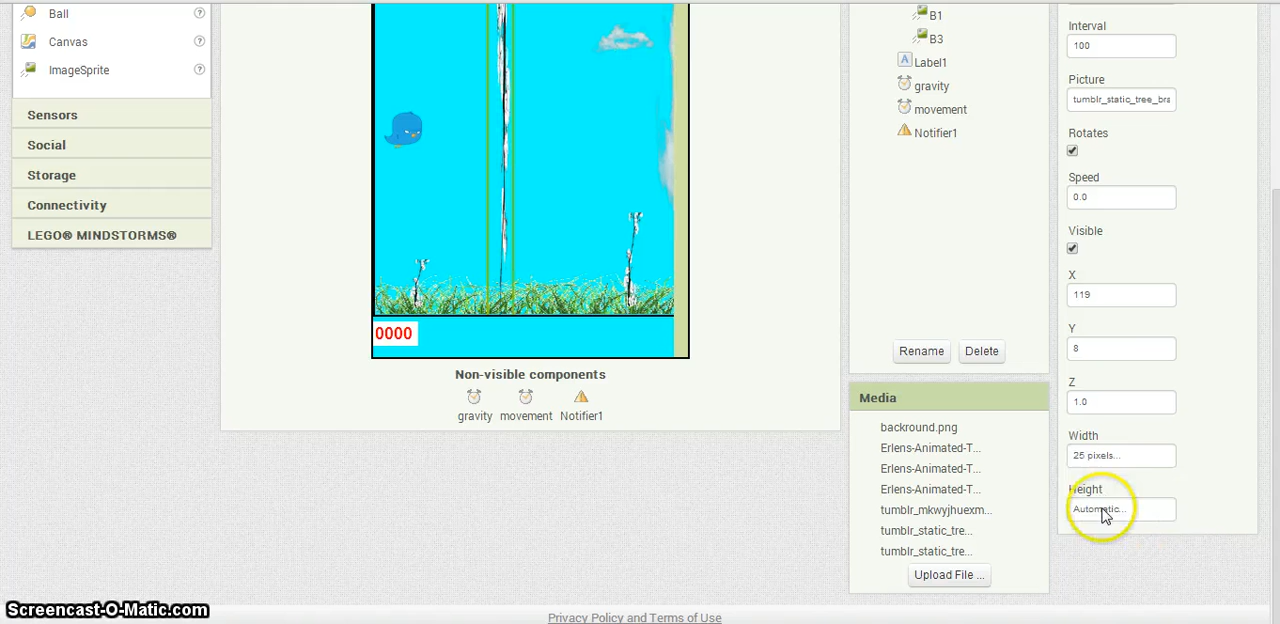 Ball
Canvas
ImageSprite
Sensors
Social
Storage
Connectivity
LEGO® MINDSTORMS®
0000
Non-visible components
gravity
movement
Notifier1
B1
B3
Label1
gravity
movement
Notifier1
Rename
Delete
Media
backround.png
Erlens-Animated-T...
Erlens-Animated-T...
Erlens-Animated-T...
tumblr_mkwyjhuexm...
tumblr_static_tre...
tumblr_static_tre...
Upload File ...
Interval
100
Picture
tumblr_static_tree_bra
Rotates
Speed
0.0
Visible
X
119
Y
8
Z
1.0
Width
25 pixels...
Height
Automatic...
Privacy Policy and Terms of Use
Screencast-O-Matic.com